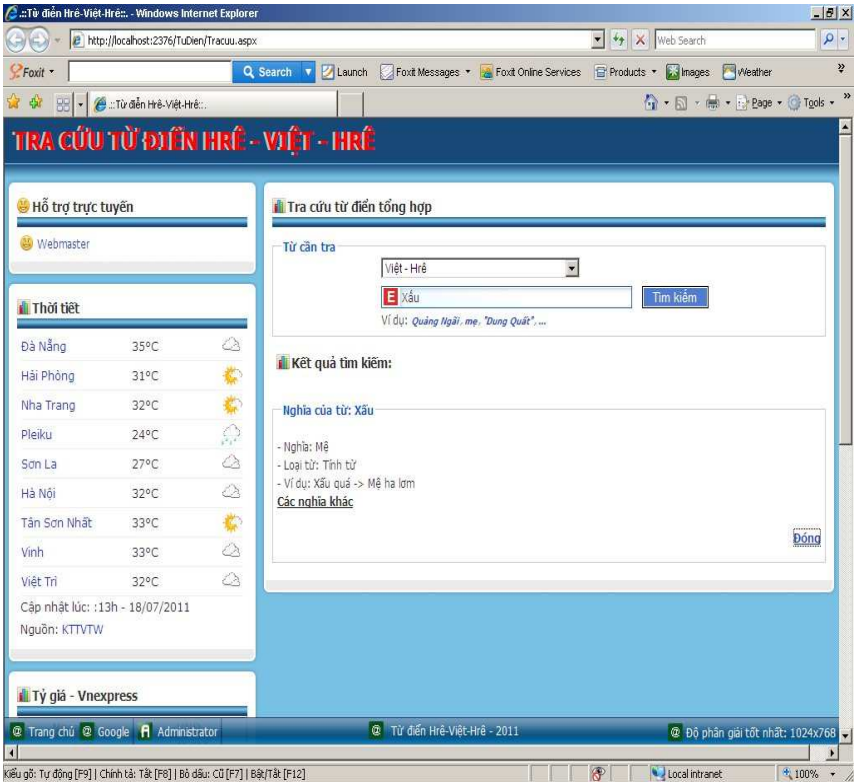 .::Từ điển Hrê-Việt-Hrê::. - Windows Internet Explorer
http://localhost:2376/TuDien/Tracuu.aspx
Web Search
Foxit
Search
Launch
Foxit Messages
Foxit Online Services
Products
Images
Weather
.::Từ điển Hrê-Việt-Hrê::.
Page
Tools
TRA CỨU TỪ ĐIỂN HRÊ - VIỆT - HRÊ
Hỗ trợ trực tuyến
Webmaster
Thời tiết
Đà Nẵng 35°C
Hải Phòng 31°C
Nha Trang 32°C
Pleiku 24°C
Sơn La 27°C
Hà Nội 32°C
Tân Sơn Nhất 33°C
Vinh 33°C
Việt Trì 32°C
Cập nhật lúc: :13h - 18/07/2011
Nguồn: KTTVTW
Tỷ giá - Vnexpress
Tra cứu từ điển tổng hợp
Từ cần tra
Việt - Hrê
E Xấu
Tìm kiếm
Ví dụ: Quảng Ngãi, mẹ, "Dung Quất", ...
Kết quả tìm kiếm:
Nghĩa của từ: Xấu
- Nghĩa: Mệ
- Loại từ: Tính từ
- Ví dụ: Xấu quá -> Mệ ha lơm
Các nghĩa khác
Đóng
Trang chủ
Google
Administrator
Từ điển Hrê-Việt-Hrê - 2011
Độ phân giải tốt nhất: 1024x768
Kiểu gõ: Tự động [F9] | Chính tả: Tắt [F8] | Bỏ dấu: Cũ [F7] | Bật/Tắt [F12]
Local intranet
100%